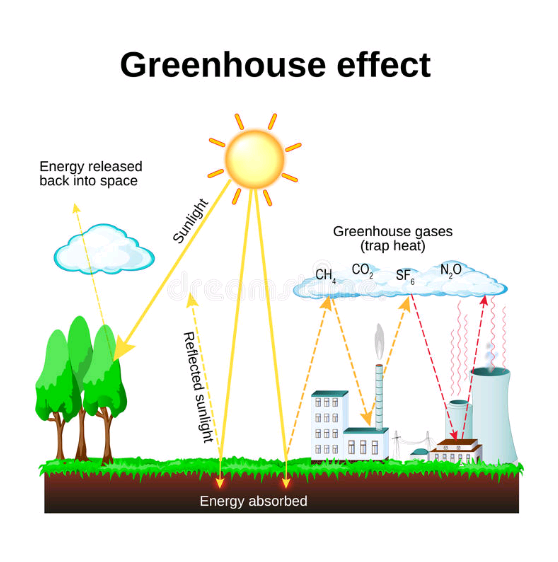 Greenhouse effect
Energy released
back into space
Sunlight
Greenhouse gases
(trap heat)
CH₄
CO₂
SF₆
N₂O
dreamstime
Reflected sunlight
Energy absorbed